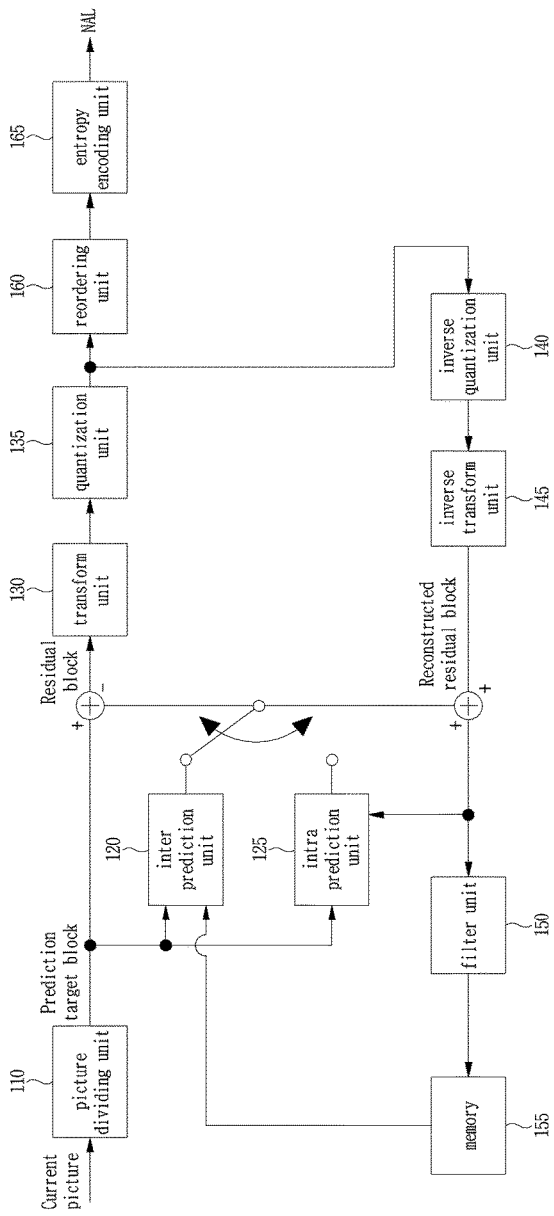 Current
picture
110
picture
dividing unit
Prediction
target block
120
inter
prediction
unit
125
intra
prediction
unit
+
-
Residual
block
130
transform
unit
135
quantization
unit
160
reordering
unit
165
entropy
encoding unit
NAL
inverse
quantization
unit
140
inverse
transform
unit
145
Reconstructed
residual block
+
+
filter unit
150
memory
155